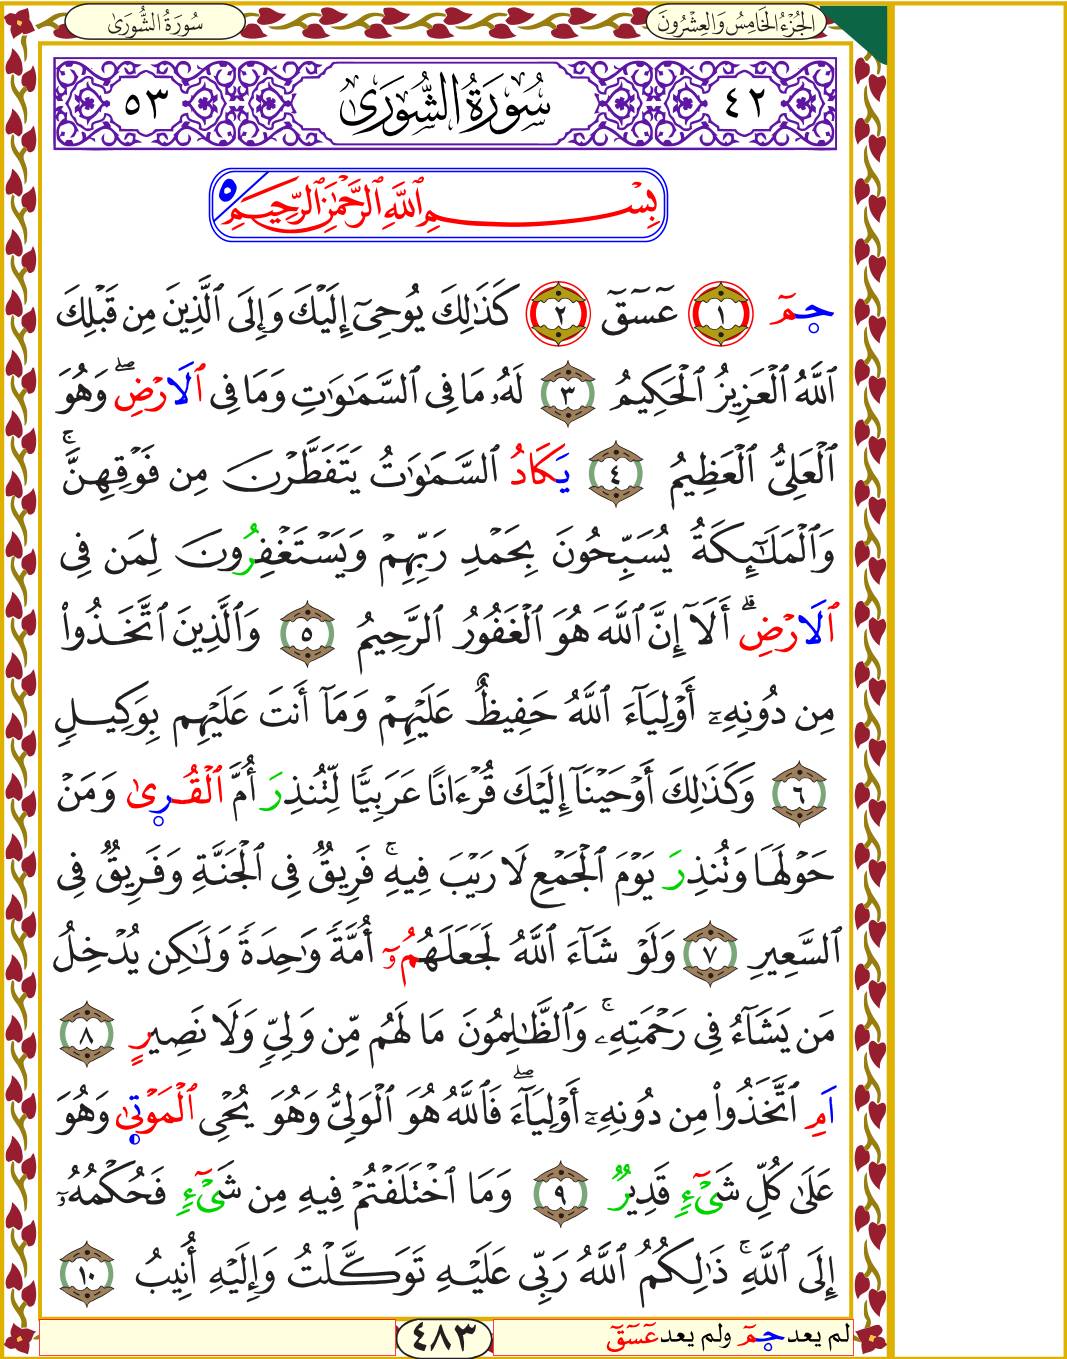 الجُزْءُ الخَامِسُ وَالعِشْرُونَ
سُورَةُ الشُّورَىٰ
٤٢ سُورَةُ الشُّورَىٰ ٥٣
بِسْمِ ٱللَّهِ ٱلرَّحْمَٰنِ ٱلرَّحِيمِ ٥
حمٓ ١ عٓسٓقٓ ٢ كَذَٰلِكَ يُوحِىٓ إِلَيْكَ وَإِلَى ٱلَّذِينَ مِن قَبْلِكَ
ٱللَّهُ ٱلْعَزِيزُ ٱلْحَكِيمُ ٣ لَهُۥ مَا فِى ٱلسَّمَٰوَٰتِ وَمَا فِى ٱلَارْضِۖ وَهُوَ
ٱلْعَلِىُّ ٱلْعَظِيمُ ٤ يَكَادُ ٱلسَّمَٰوَٰتُ يَتَفَطَّرْنَ مِن فَوْقِهِنَّۚ
وَٱلْمَلَٰٓئِكَةُ يُسَبِّحُونَ بِحَمْدِ رَبِّهِمْ وَيَسْتَغْفِرُونَ لِمَن فِى
ٱلَارْضِۗ أَلَآ إِنَّ ٱللَّهَ هُوَ ٱلْغَفُورُ ٱلرَّحِيمُ ٥ وَٱلَّذِينَ ٱتَّخَذُوا۟
مِن دُونِهِۦٓ أَوْلِيَآءَ ٱللَّهُ حَفِيظٌ عَلَيْهِمْ وَمَآ أَنتَ عَلَيْهِم بِوَكِيلٍ
٦ وَكَذَٰلِكَ أَوْحَيْنَآ إِلَيْكَ قُرْءَانًا عَرَبِيًّا لِّتُنذِرَ أُمَّ ٱلْقُرىٰ وَمَنْ
حَوْلَهَا وَتُنذِرَ يَوْمَ ٱلْجَمْعِ لَا رَيْبَ فِيهِۚ فَرِيقٌ فِى ٱلْجَنَّةِ وَفَرِيقٌ فِى
ٱلسَّعِيرِ ٧ وَلَوْ شَآءَ ٱللَّهُ لَجَعَلَهُمُۥٓ أُمَّةً وَٰحِدَةً وَلَٰكِن يُدْخِلُ
مَن يَشَآءُ فِى رَحْمَتِهِۦۚ وَٱلظَّٰلِمُونَ مَا لَهُم مِّن وَلِىٍّ وَلَا نَصِيرٍ ٨
اَمِ ٱتَّخَذُوا۟ مِن دُونِهِۦٓ أَوْلِيَآءَۖ فَٱللَّهُ هُوَ ٱلْوَلِىُّ وَهُوَ يُحْىِ ٱلْمَوْتىٰ وَهُوَ
عَلَىٰ كُلِّ شَىْءٍ قَدِيرٌ ٩ وَمَا ٱخْتَلَفْتُمْ فِيهِ مِن شَىْءٍ فَحُكْمُهُۥٓ
إِلَى ٱللَّهِۚ ذَٰلِكُمُ ٱللَّهُ رَبِّى عَلَيْهِ تَوَكَّلْتُ وَإِلَيْهِ أُنِيبُ ١٠
لم يعد حمٓ ولم يعد عٓسٓقٓ
٤٨٣